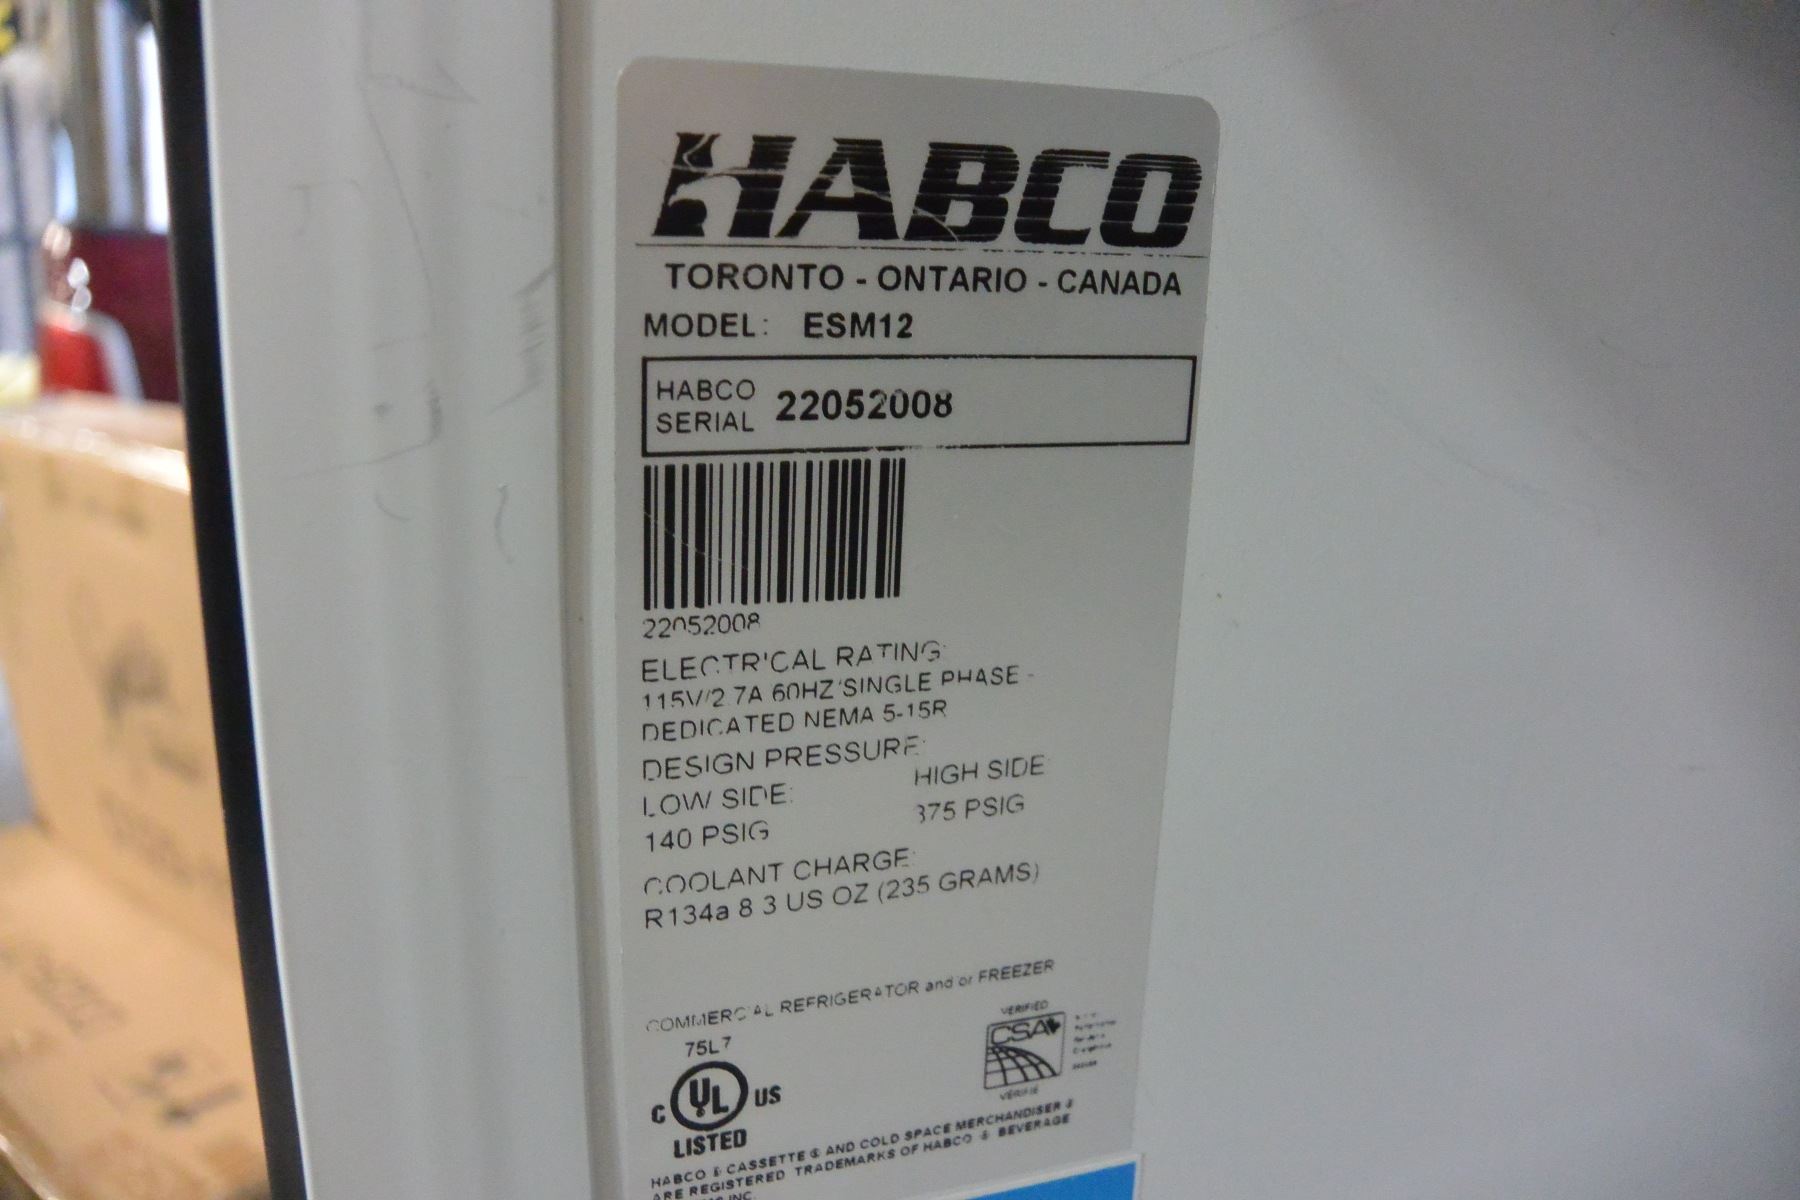 HABCO
TORONTO - ONTARIO - CANADA
MODEL: ESM12
HABCO
SERIAL 22052008
22052008
ELECTRICAL RATING:
115V/2.7A 60HZ SINGLE PHASE -
DEDICATED NEMA 5-15R
DESIGN PRESSURE:
LOW SIDE: HIGH SIDE
140 PSIG 375 PSIG
COOLANT CHARGE:
R134a 8.3 US OZ (235 GRAMS)
COMMERCIAL REFRIGERATOR and or FREEZER
75L7
VERIFIED
CSA
VERIFIE
C UL US
LISTED
HABCO & CASSETTE & AND COLD SPACE MERCHANDISER
ARE REGISTERED TRADEMARKS OF HABCO & BEVERAGE
INC.